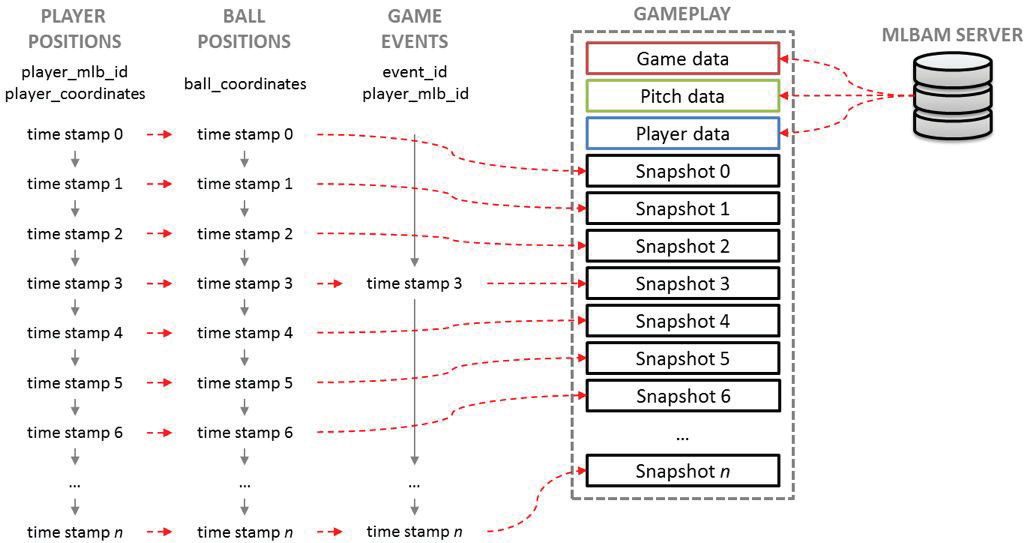 PLAYER
POSITIONS
player_mlb_id
player_coordinates
time stamp 0
time stamp 1
time stamp 2
time stamp 3
time stamp 4
time stamp 5
time stamp 6
...
time stamp n
BALL
POSITIONS
ball_coordinates
time stamp 0
time stamp 1
time stamp 2
time stamp 3
time stamp 4
time stamp 5
time stamp 6
...
time stamp n
GAME
EVENTS
event_id
player_mlb_id
time stamp 3
...
time stamp n
GAMEPLAY
Game data
Pitch data
Player data
Snapshot 0
Snapshot 1
Snapshot 2
Snapshot 3
Snapshot 4
Snapshot 5
Snapshot 6
...
Snapshot n
MLBAM SERVER